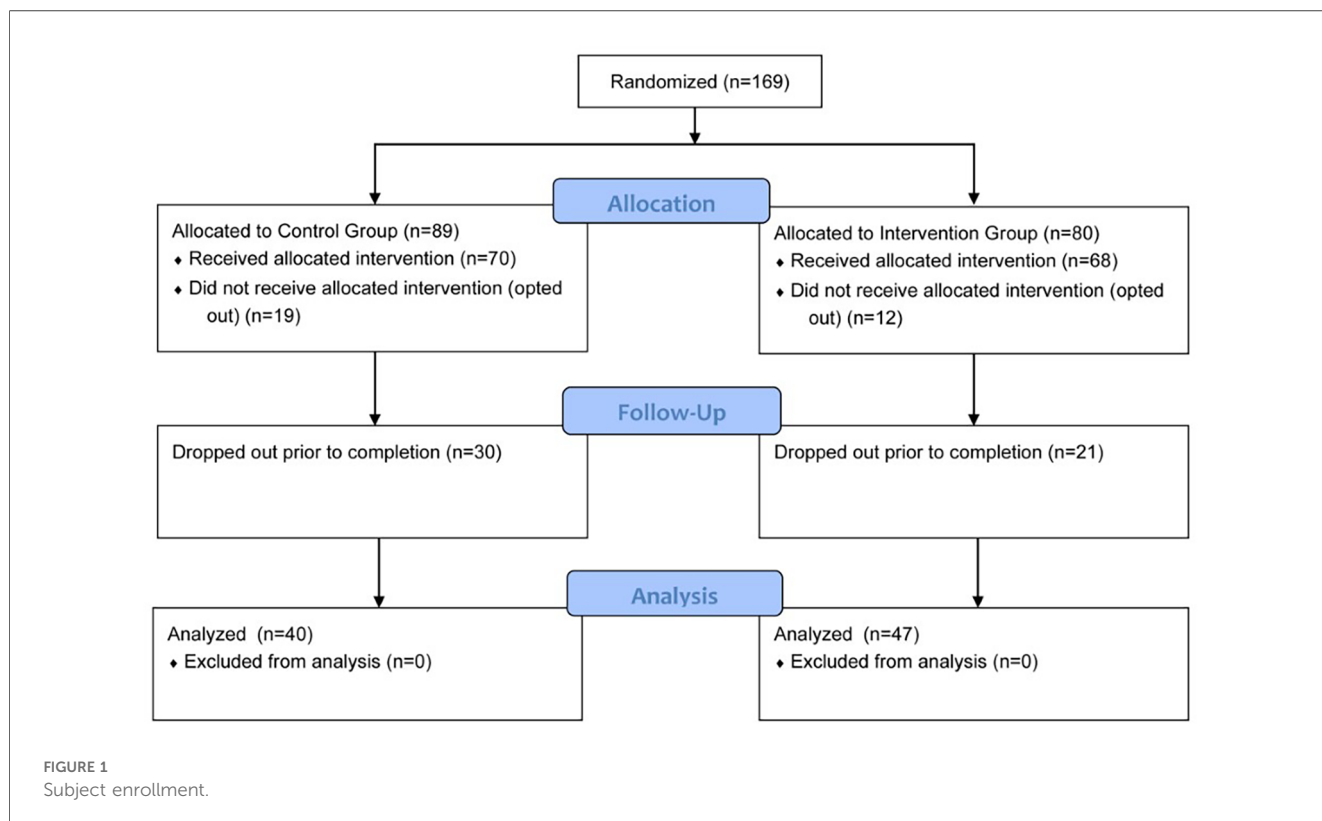 Randomized (n=169)
Allocation
Allocated to Control Group (n=89)
♦ Received allocated intervention (n=70)
♦ Did not receive allocated intervention (opted
out) (n=19)
Allocated to Intervention Group (n=80)
♦ Received allocated intervention (n=68)
♦ Did not receive allocated intervention (opted
out) (n=12)
Follow-Up
Dropped out prior to completion (n=30)
Dropped out prior to completion (n=21)
Analysis
Analyzed (n=40)
♦ Excluded from analysis (n=0)
Analyzed (n=47)
♦ Excluded from analysis (n=0)
FIGURE 1
Subject enrollment.